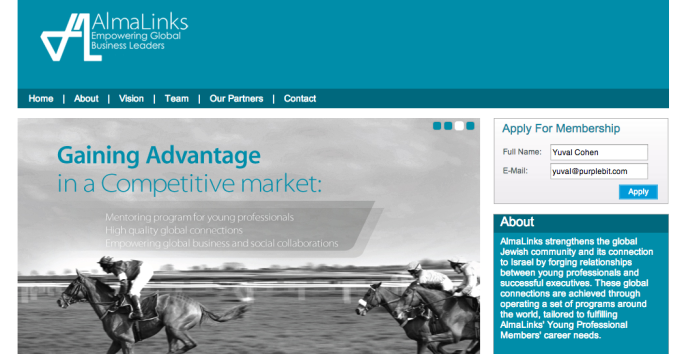 AlmaLinks
Empowering Global
Business Leaders
Home | About | Vision | Team | Our Partners | Contact
Gaining Advantage
in a Competitive market:
Mentoring program for young professionals
High quality global connections
Empowering global business and social collaborations
Apply For Membership
Full Name: Yuval Cohen
E-Mail: yuval@purplebit.com
Apply
About
AlmaLinks strengthens the global
Jewish community and its connection
to Israel by forging relationships
between young professionals and
successful executives. These global
connections are achieved through
operating a set of programs around
the world, tailored to fulfilling
AlmaLinks' Young Professional
Members' career needs.